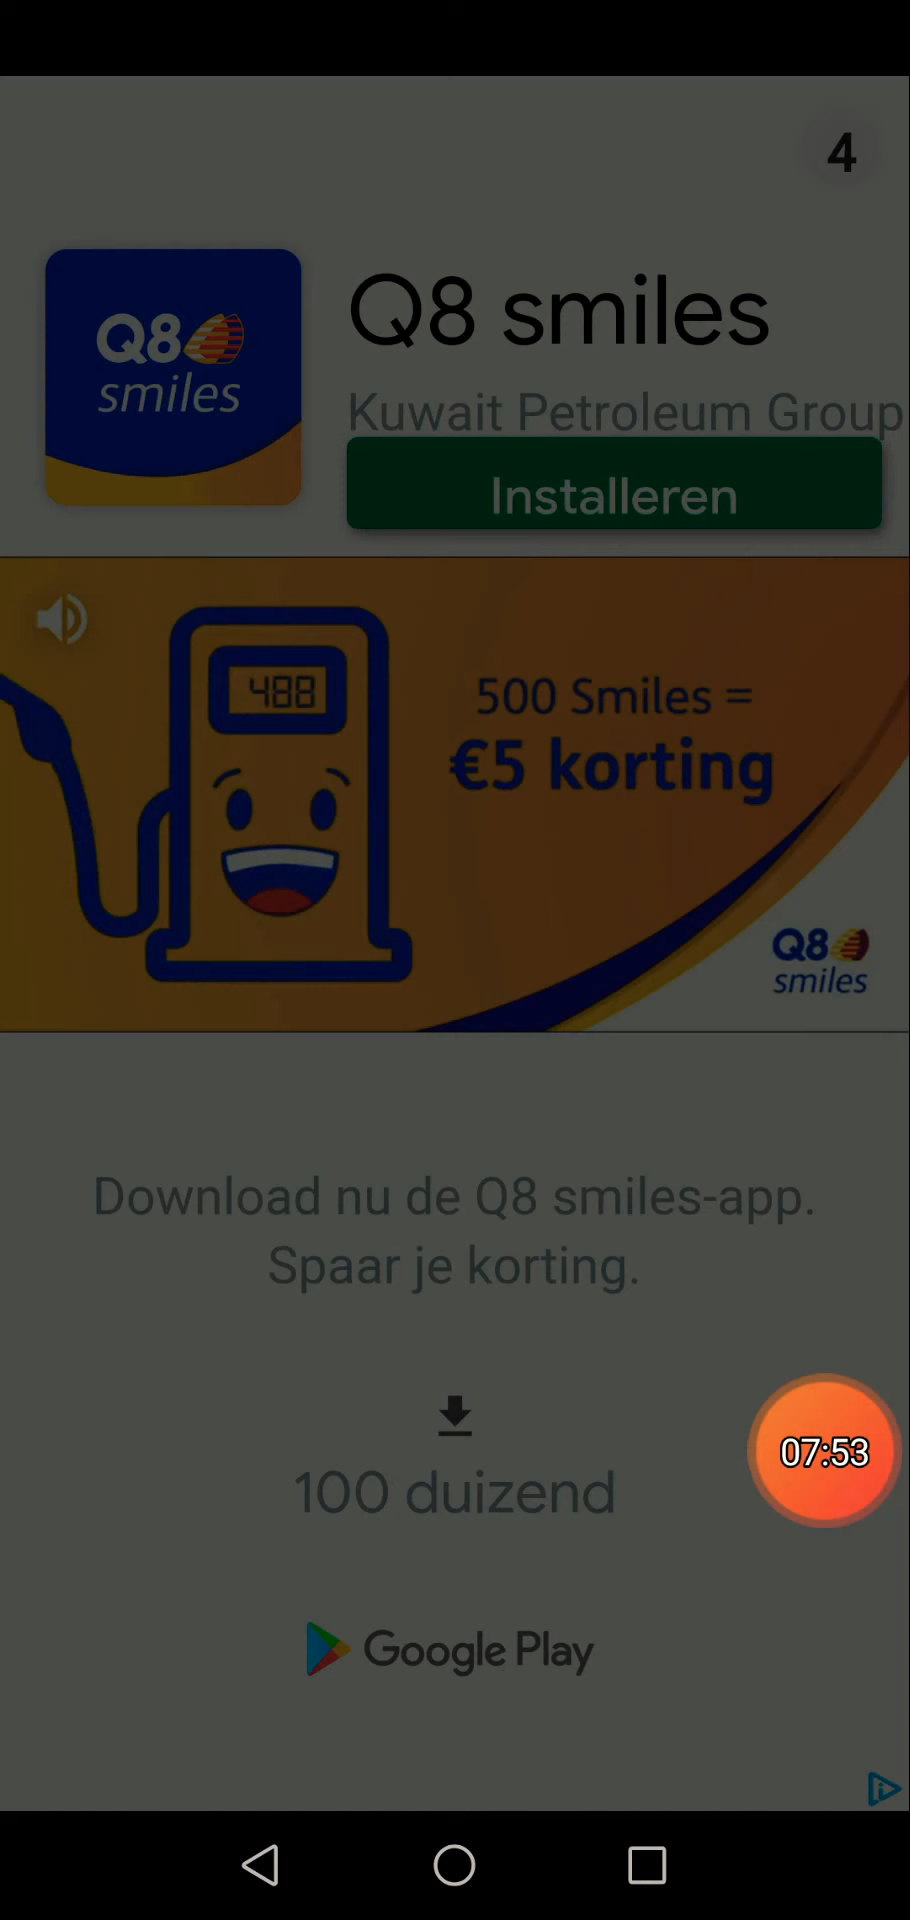 4
Q8
smiles
Q8 smiles
Kuwait Petroleum Group
Installeren
488
500 Smiles =
€5 korting
Q8
smiles
Download nu de Q8 smiles-app.
Spaar je korting.
100 duizend
07:53
Google Play